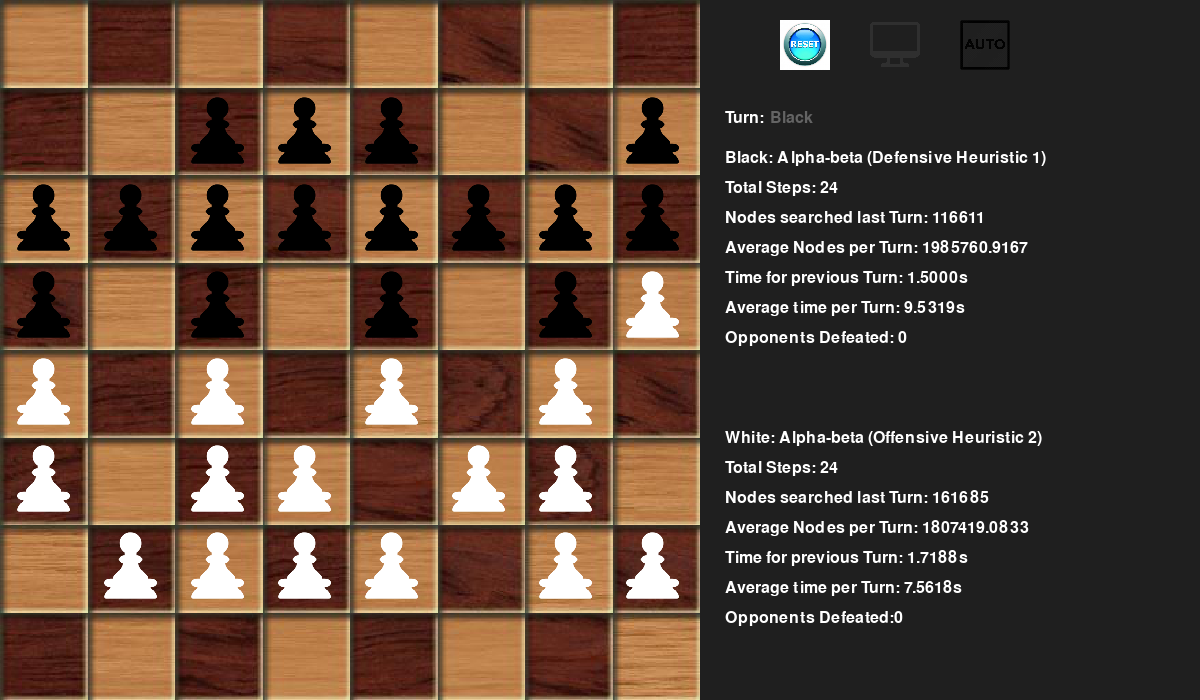 RESET
AUTO
Turn: Black
Black: Alpha-beta (Defensive Heuristic 1)
Total Steps: 24
Nodes searched last Turn: 116611
Average Nodes per Turn: 1985760.9167
Time for previous Turn: 1.5000s
Average time per Turn: 9.5319s
Opponents Defeated: 0
White: Alpha-beta (Offensive Heuristic 2)
Total Steps: 24
Nodes searched last Turn: 161685
Average Nodes per Turn: 1807419.0833
Time for previous Turn: 1.7188s
Average time per Turn: 7.5618s
Opponents Defeated:0